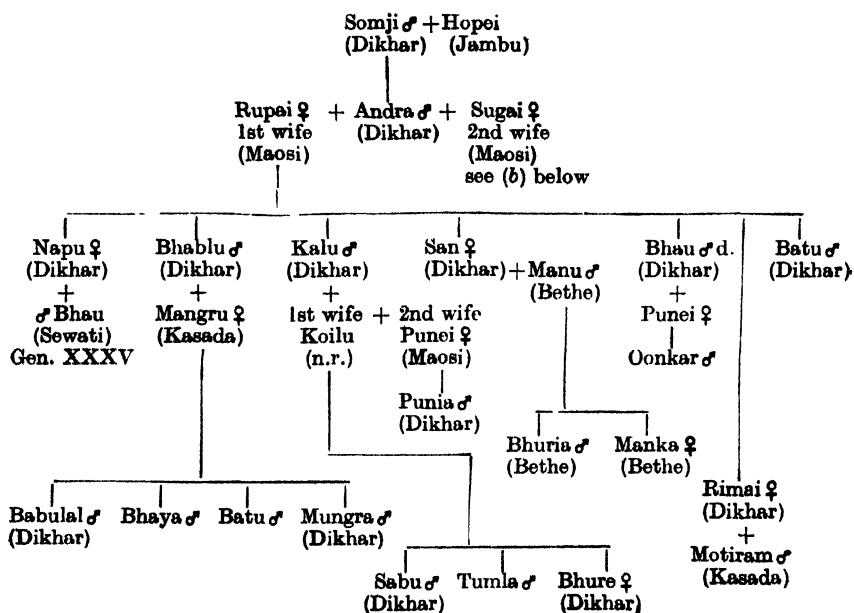 Somji ♂ + Hopei
(Dikhar) (Jambu)
Rupai ♀ + Andra ♂ + Sugai ♀
1st wife (Dikhar) 2nd wife
(Maosi) (Maosi)
see (b) below
Napu ♀ Bhablu ♂ Kalu ♂ San ♀ Bhau ♂ d. Batu ♂
(Dikhar) (Dikhar) (Dikhar) (Dikhar) + Manu ♂ (Dikhar) (Dikhar)
+ + + (Bethe) +
♂ Bhau Mangru ♀ 1st wife + 2nd wife Punei ♀
(Sewati) (Kasada) Koilu Punei ♀
Gen. XXXV (n.r.) (Maosi) Oonkar ♂
Punia ♂
(Dikhar)
Bhuria ♂ Manka ♀
(Bethe) (Bethe)
Rimai ♀
(Dikhar)
+
Motiram ♂
(Kasada)
Babulal ♂ Bhaya ♂ Batu ♂ Mungra ♂
(Dikhar) (Dikhar)
Sabu ♂ Tumla ♂ Bhure ♀
(Dikhar) (Dikhar)